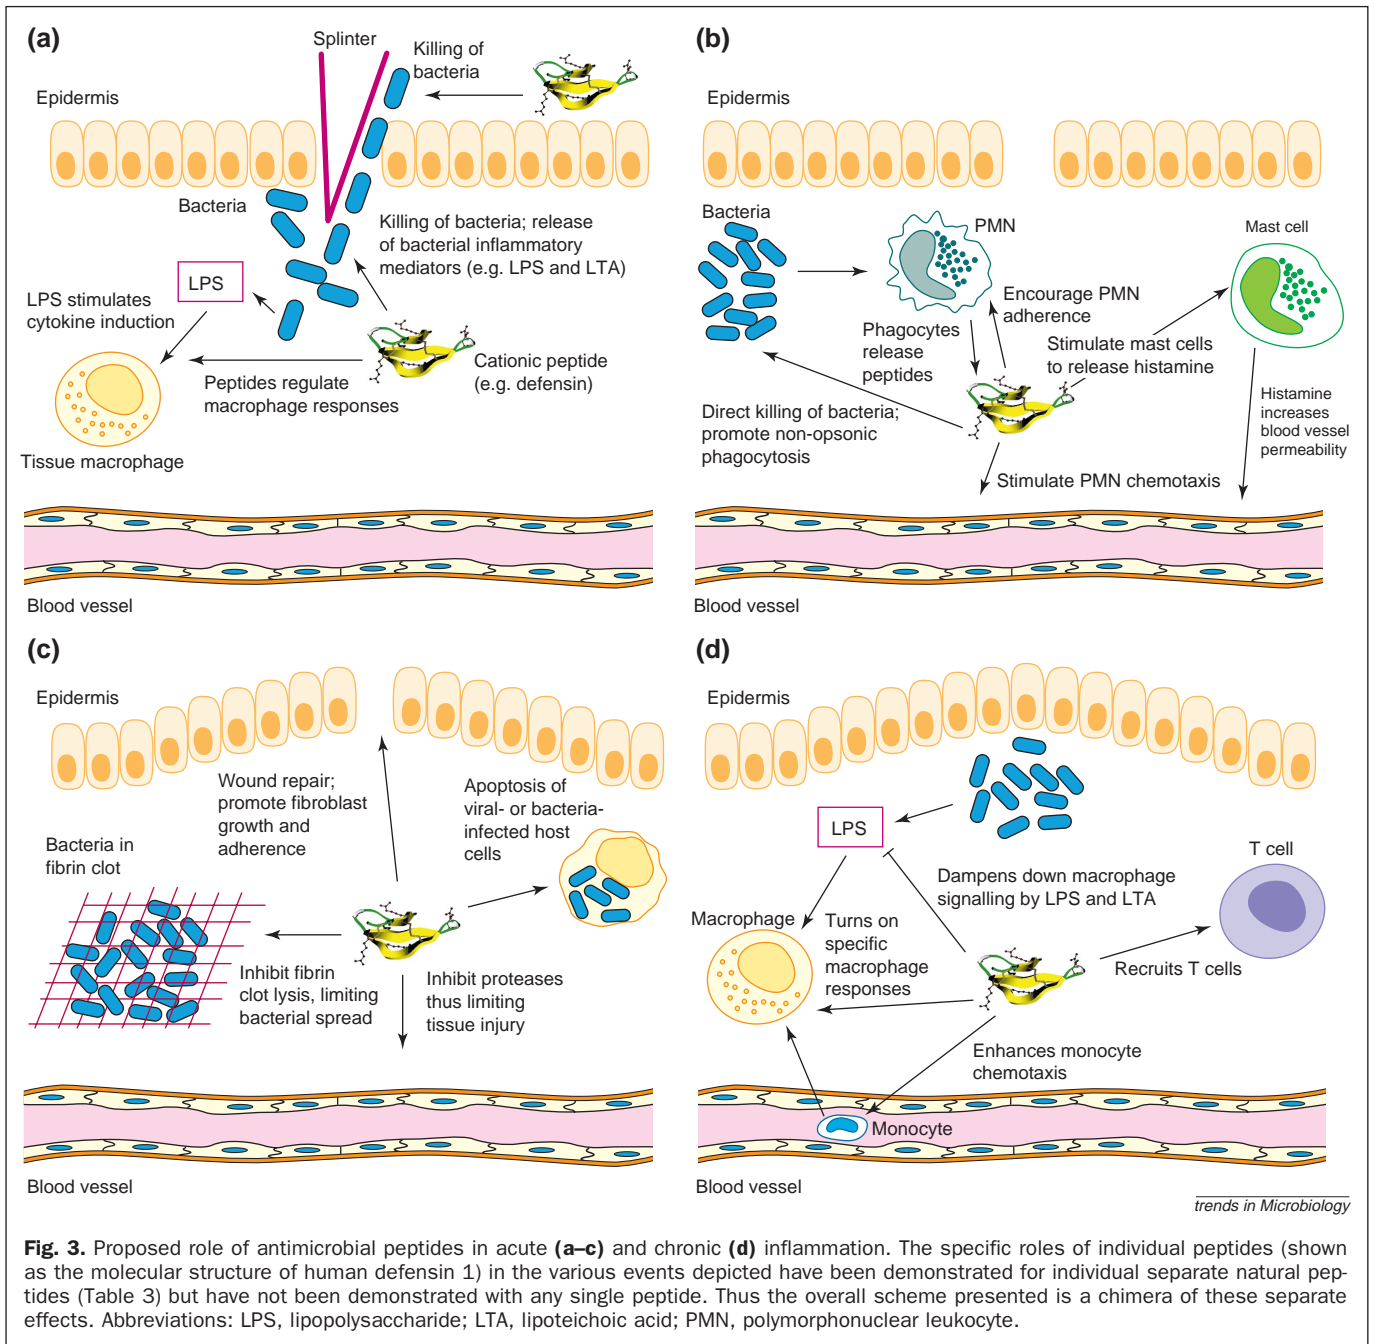 (a)
Splinter
Killing of
bacteria
Epidermis
Bacteria
Killing of bacteria; release
of bacterial inflammatory
mediators (e.g. LPS and LTA)
LPS
LPS stimulates
cytokine induction
Cationic peptide
(e.g. defensin)
Peptides regulate
macrophage responses
Tissue macrophage
Blood vessel
(b)
Epidermis
Bacteria
PMN
Mast cell
Encourage PMN
adherence
Phagocytes
release
peptides
Stimulate mast cells
to release histamine
Direct killing of bacteria;
promote non-opsonic
phagocytosis
Histamine
increases
blood vessel
permeability
Stimulate PMN chemotaxis
Blood vessel
(c)
Epidermis
Wound repair;
promote fibroblast
growth and
adherence
Apoptosis of
viral- or bacteria-
infected host
cells
Bacteria in
fibrin clot
Inhibit fibrin
clot lysis, limiting
bacterial spread
Inhibit proteases
thus limiting
tissue injury
Blood vessel
(d)
Epidermis
LPS
T cell
Dampens down macrophage
signalling by LPS and LTA
Macrophage
Turns on
specific
macrophage
responses
Recruits T cells
Enhances monocyte
chemotaxis
Monocyte
Blood vessel
trends in Microbiology
Fig. 3. Proposed role of antimicrobial peptides in acute (a–c) and chronic (d) inflammation. The specific roles of individual peptides (shown
as the molecular structure of human defensin 1) in the various events depicted have been demonstrated for individual separate natural pep-
tides (Table 3) but have not been demonstrated with any single peptide. Thus the overall scheme presented is a chimera of these separate
effects. Abbreviations: LPS, lipopolysaccharide; LTA, lipoteichoic acid; PMN, polymorphonuclear leukocyte.